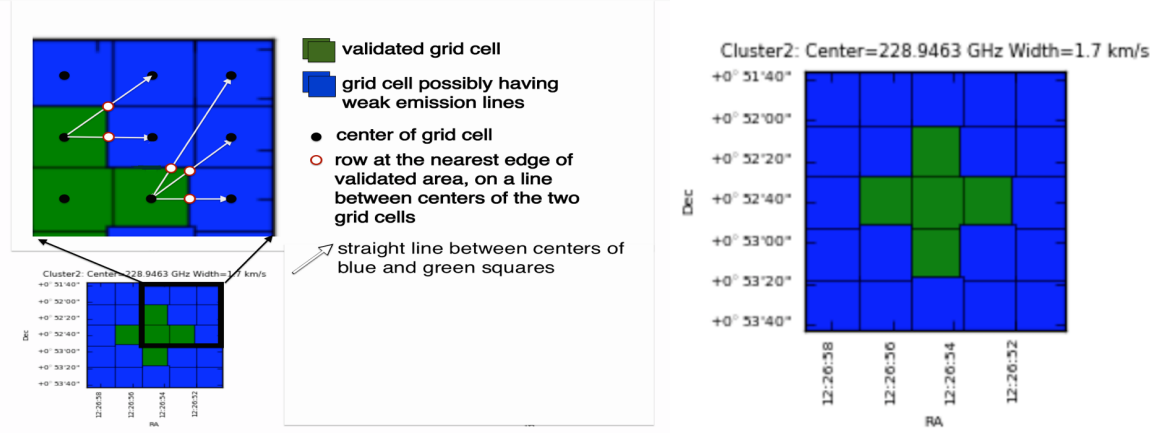 validated grid cell
grid cell possibly having
weak emission lines
center of grid cell
row at the nearest edge of
validated area, on a line
between centers of the two
grid cells
straight line between centers of
blue and green squares
Cluster2: Center=228.9463 GHz Width=1.7 km/s
+0° 51'40"
+0° 52'00"
+0° 52'20"
+0° 52'40"
+0° 53'00"
+0° 53'20"
+0° 53'40"
Dec
12:26:58
12:26:56
12:26:54
12:26:52
RA
Cluster2: Center=228.9463 GHz Width=1.7 km/s
+0° 51'40"
+0° 52'00"
+0° 52'20"
+0° 52'40"
+0° 53'00"
+0° 53'20"
+0° 53'40"
Dec
12:26:58
12:26:56
12:26:54
12:26:52
RA